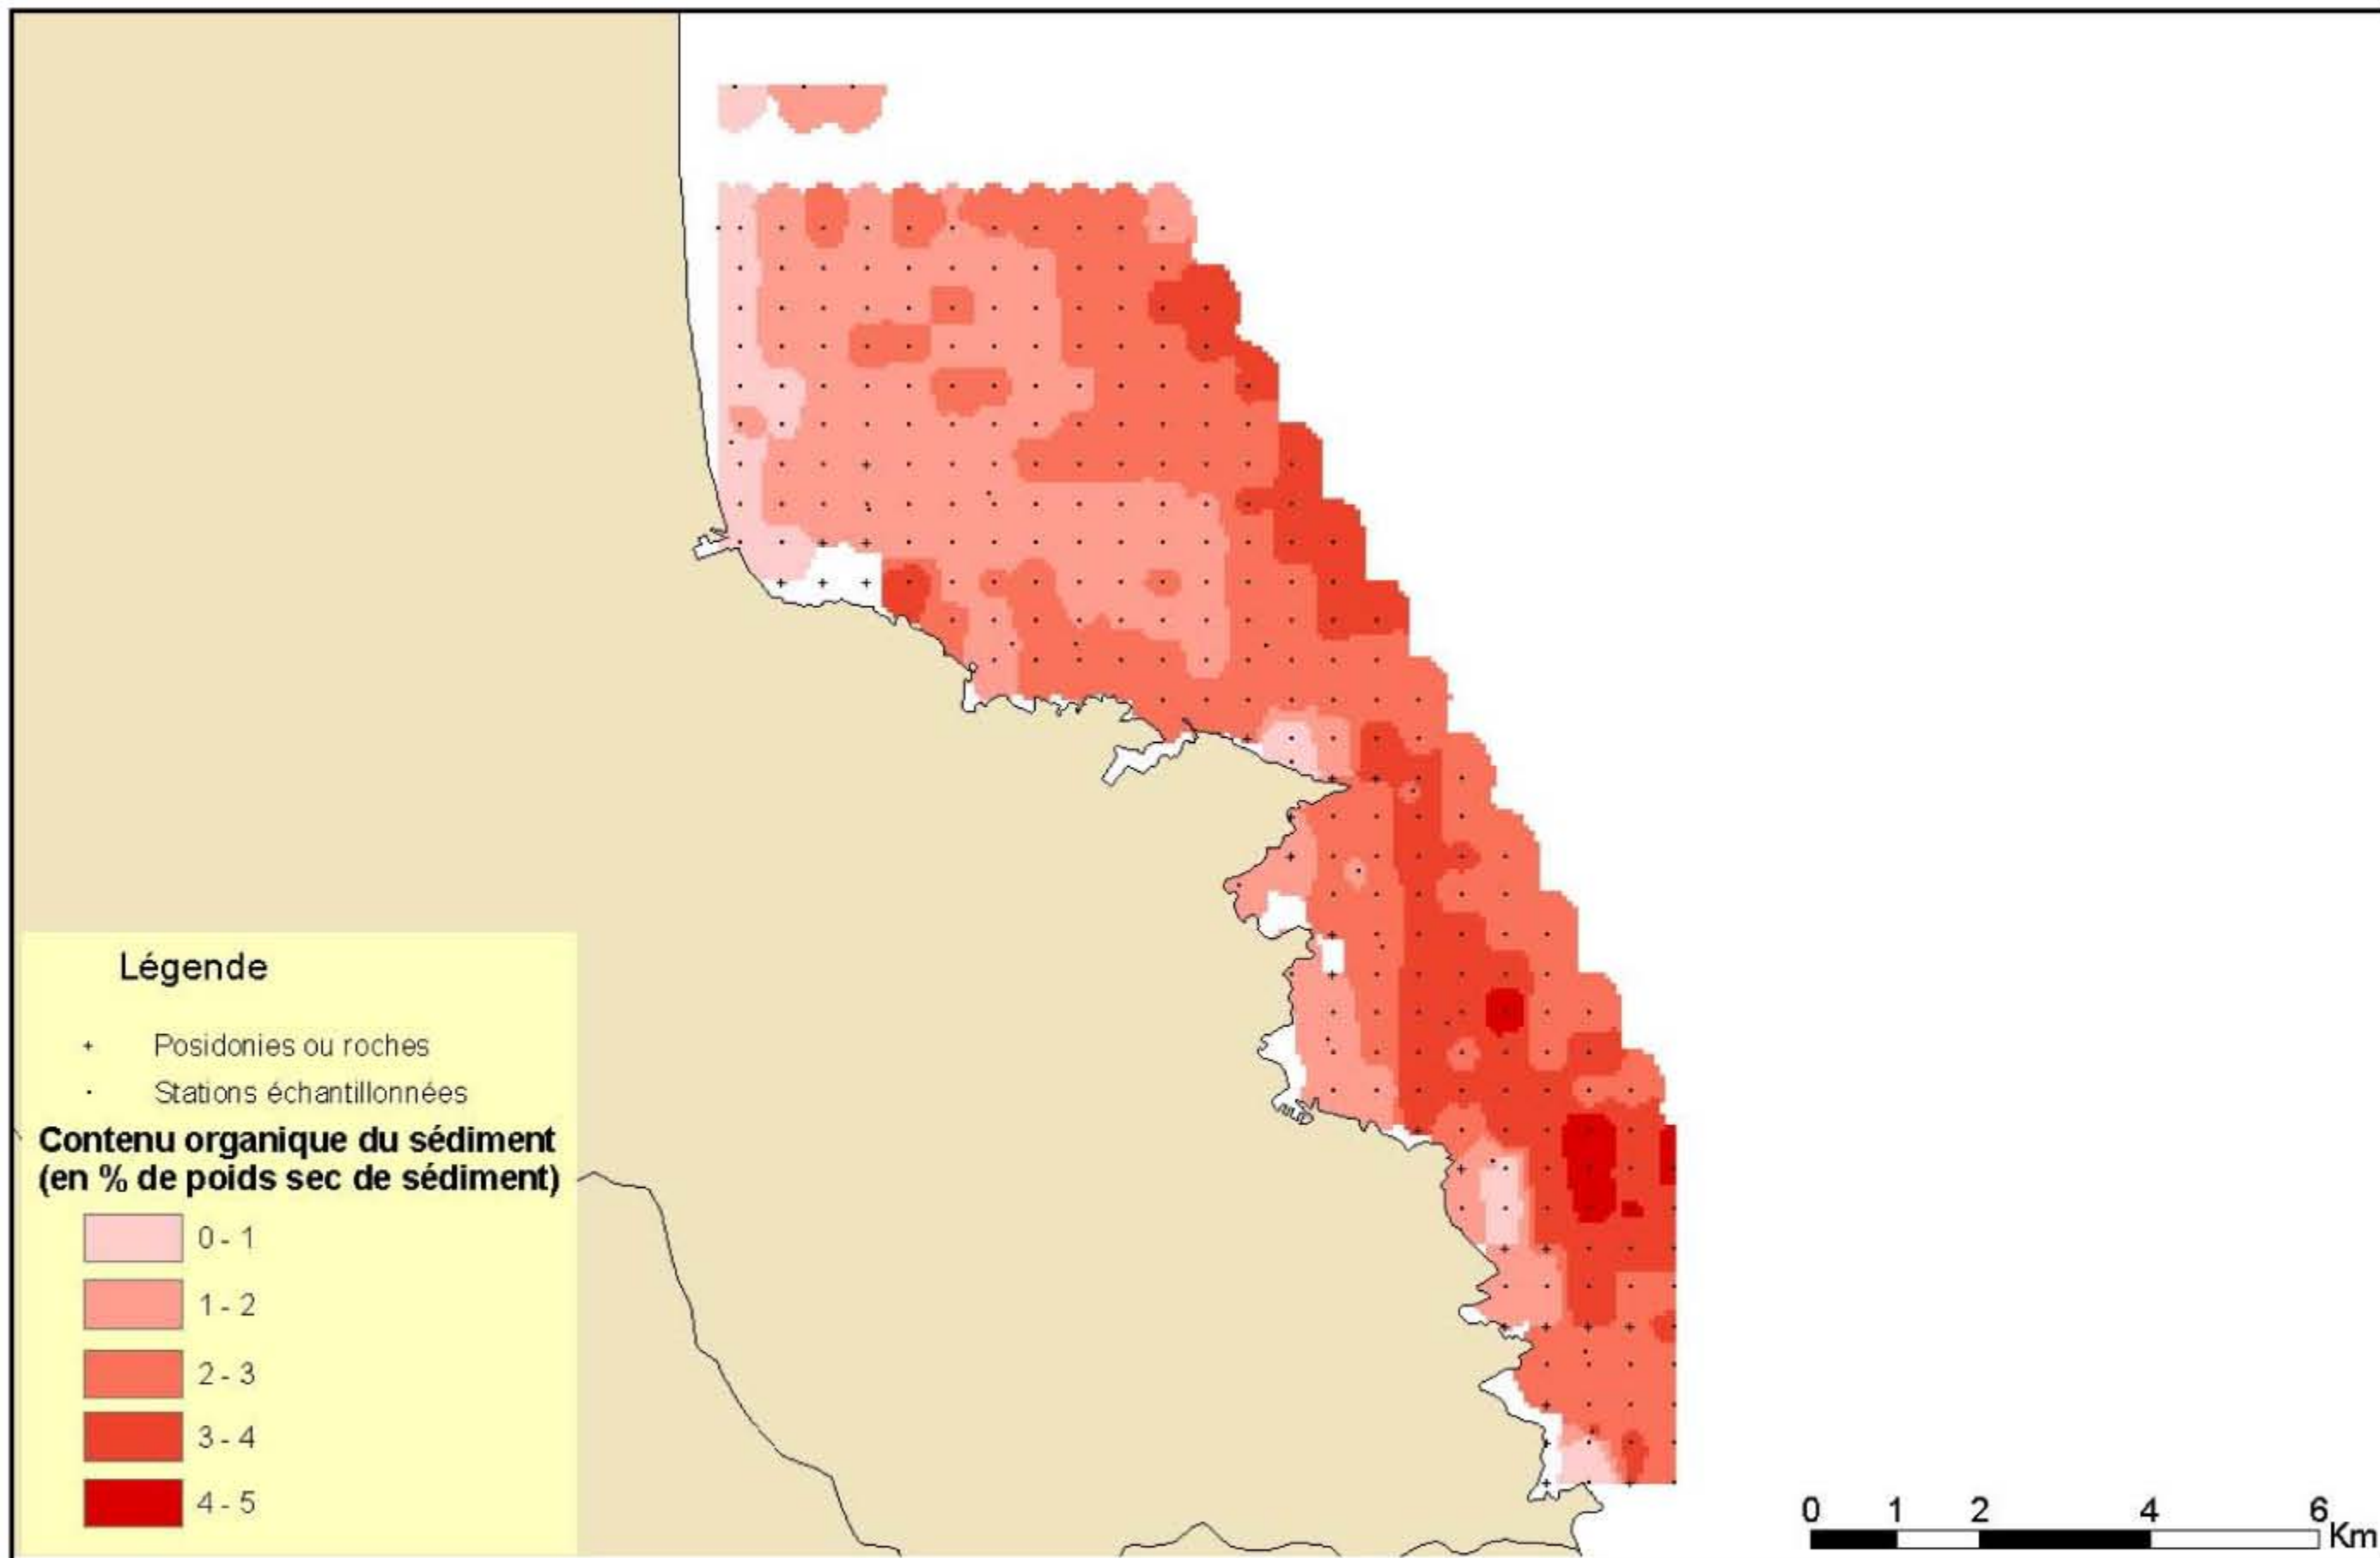 Légende
+ Posidonies ou roches
· Stations échantillonnées
Contenu organique du sédiment
(en % de poids sec de sédiment)
0 - 1
1 - 2
2 - 3
3 - 4
4 - 5
0 1 2 4 6
Km